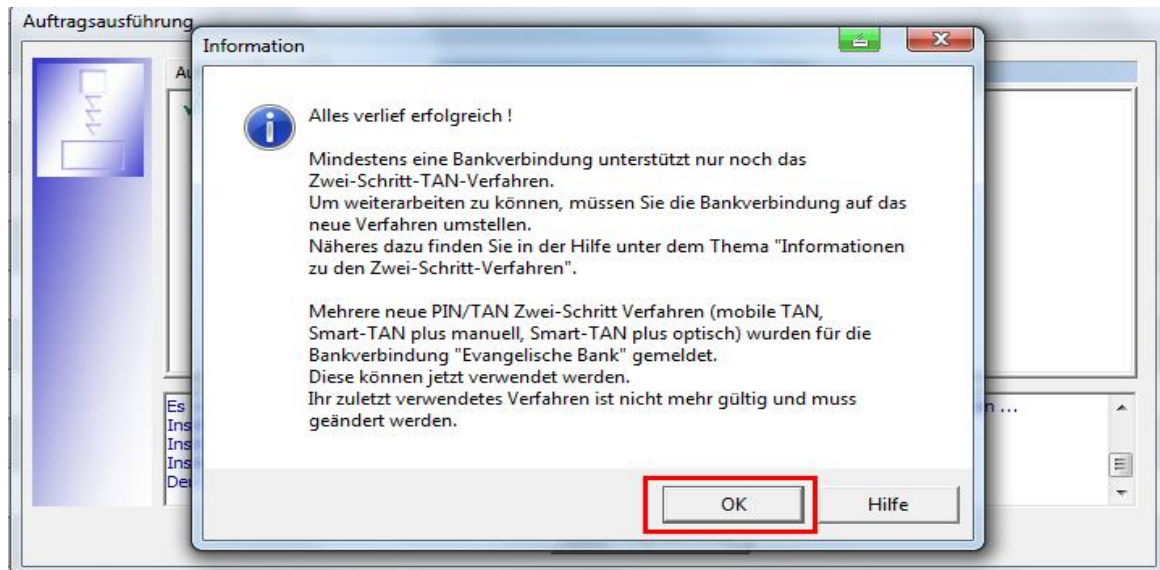 Auftragsausführung
Information
Alles verlief erfolgreich !
Mindestens eine Bankverbindung unterstützt nur noch das
Zwei-Schritt-TAN-Verfahren.
Um weiterarbeiten zu können, müssen Sie die Bankverbindung auf das
neue Verfahren umstellen.
Näheres dazu finden Sie in der Hilfe unter dem Thema "Informationen
zu den Zwei-Schritt-Verfahren".
Mehrere neue PIN/TAN Zwei-Schritt Verfahren (mobile TAN,
Smart-TAN plus manuell, Smart-TAN plus optisch) wurden für die
Bankverbindung "Evangelische Bank" gemeldet.
Diese können jetzt verwendet werden.
Ihr zuletzt verwendetes Verfahren ist nicht mehr gültig und muss
geändert werden.
Es
OK
Hilfe